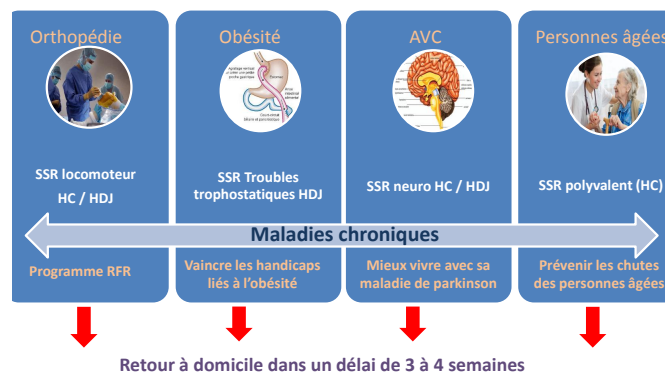 Orthopédie
SSR locomoteur
HC / HDJ
Programme RFR
Obésité
SSR Troubles
trophostatiques HDJ
Vaincre les handicaps
liés à l'obésité
AVC
SSR neuro HC / HDJ
Mieux vivre avec sa
maladie de parkinson
Personnes âgées
SSR polyvalent (HC)
Prévenir les chutes
des personnes âgées
Maladies chroniques
Retour à domicile dans un délai de 3 à 4 semaines